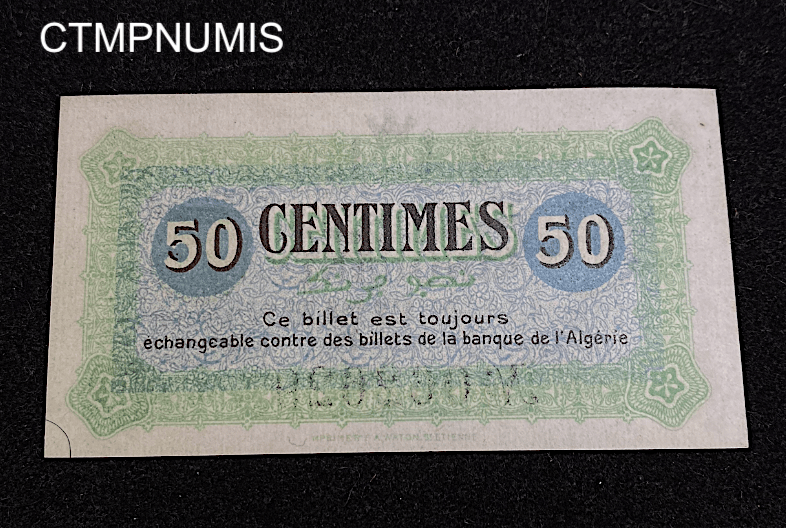 CTMPNUMIS
50 CENTIMES 50
Ce billet est toujours
échangeable contre des billets de la banque de l'Algérie